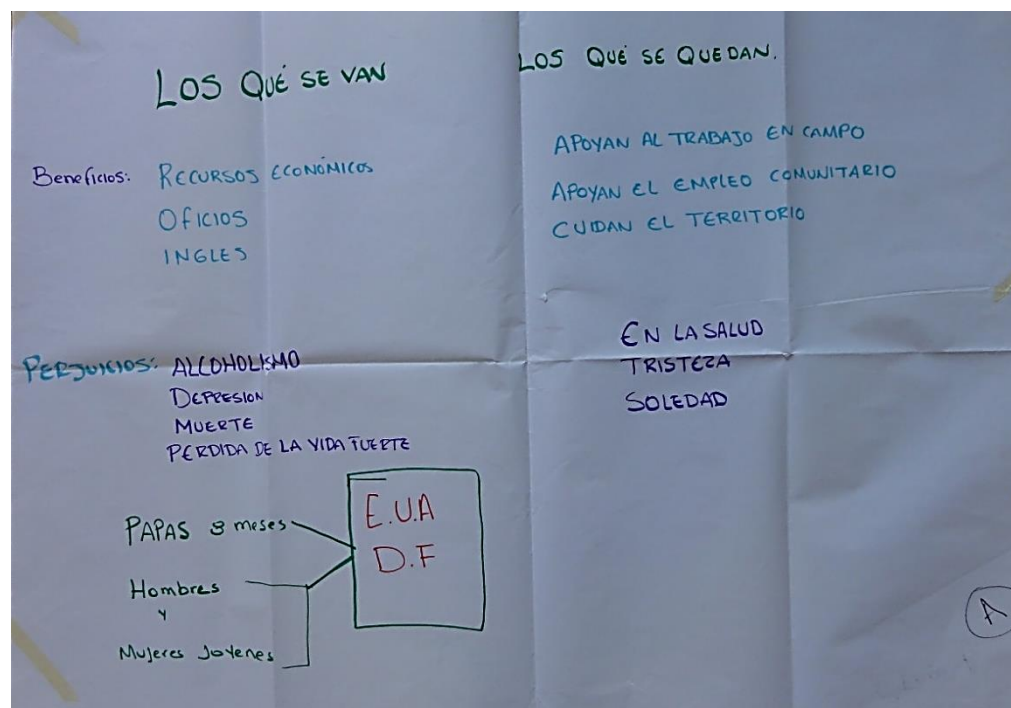 LOS QUÉ SE VAN
LOS QUÉ SE QUEDAN.
Beneficios: RECURSOS ECONÓMICOS
OFICIOS
INGLES
APOYAN AL TRABAJO EN CAMPO
APOYAN EL EMPLEO COMUNITARIO
CUIDAN EL TERRITORIO
PERJUICIOS: ALCOHOLISMO
DEPRESION
MUERTE
PERDIDA DE LA VIDA FUERTE
EN LA SALUD
TRISTEZA
SOLEDAD
PAPAS 3 meses
Hombres
Y
Mujeres Jovenes
E.U.A
D.F
A